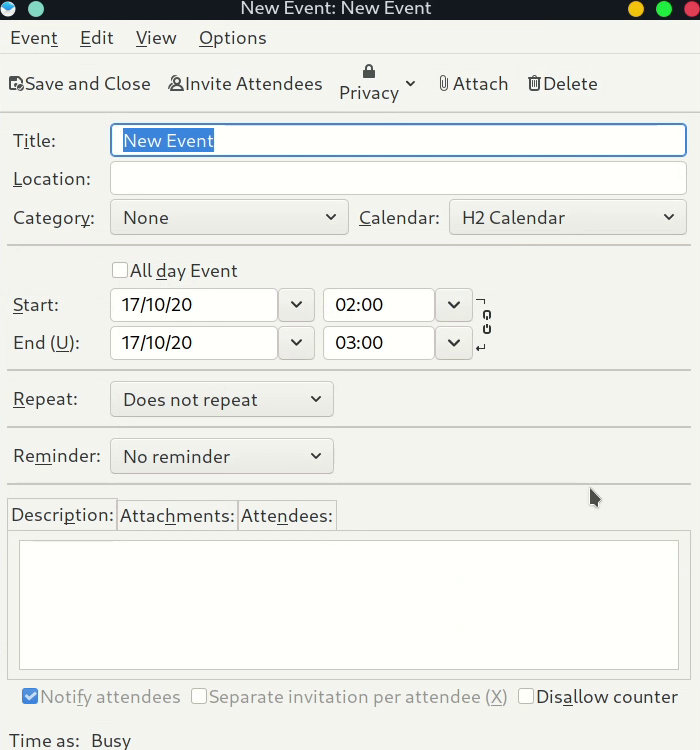 New Event: New Event
Event Edit View Options
Save and Close Invite Attendees Privacy Attach Delete
Title: New Event
Location:
Category: None Calendar: H2 Calendar
All day Event
Start: 17/10/20 02:00
End (U): 17/10/20 03:00
Repeat: Does not repeat
Reminder: No reminder
Description: Attachments: Attendees:
Notify attendees Separate invitation per attendee (X) Disallow counter
Time as: Busy